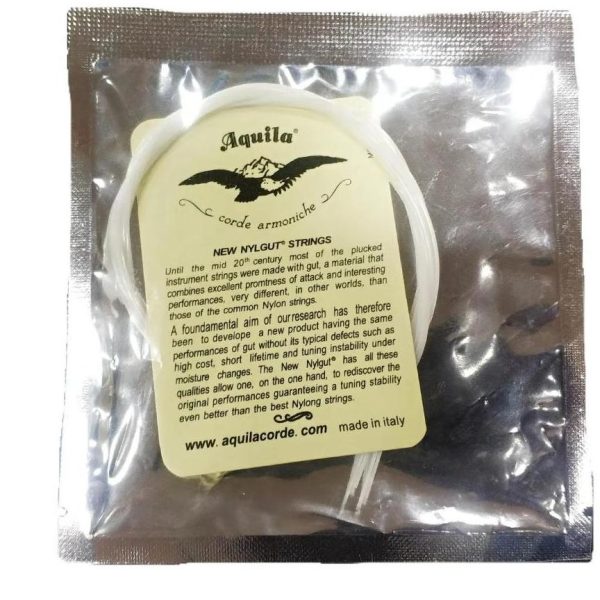 Aquila®
corde armoniche
NEW NYLGUT® STRINGS
Until the mid 20th century most of the plucked
instrument strings were made with gut, a material that
combines excellent promtness of attack and interesting
performances, very different, in other worlds, than
those of the common Nylon strings.
A foundamental aim of ourresearch has therefore
been to develope a new product having the same
performances of gut without its typical defects such as
high cost, short lifetime and tuning instability under
moisture changes. The New Nylgut® has all these
qualities allow one, on the one hand, to rediscover the
original performances guaranteeing a tuning stability
even better than the best Nylong strings.
www. aquilacorde. com made in italy